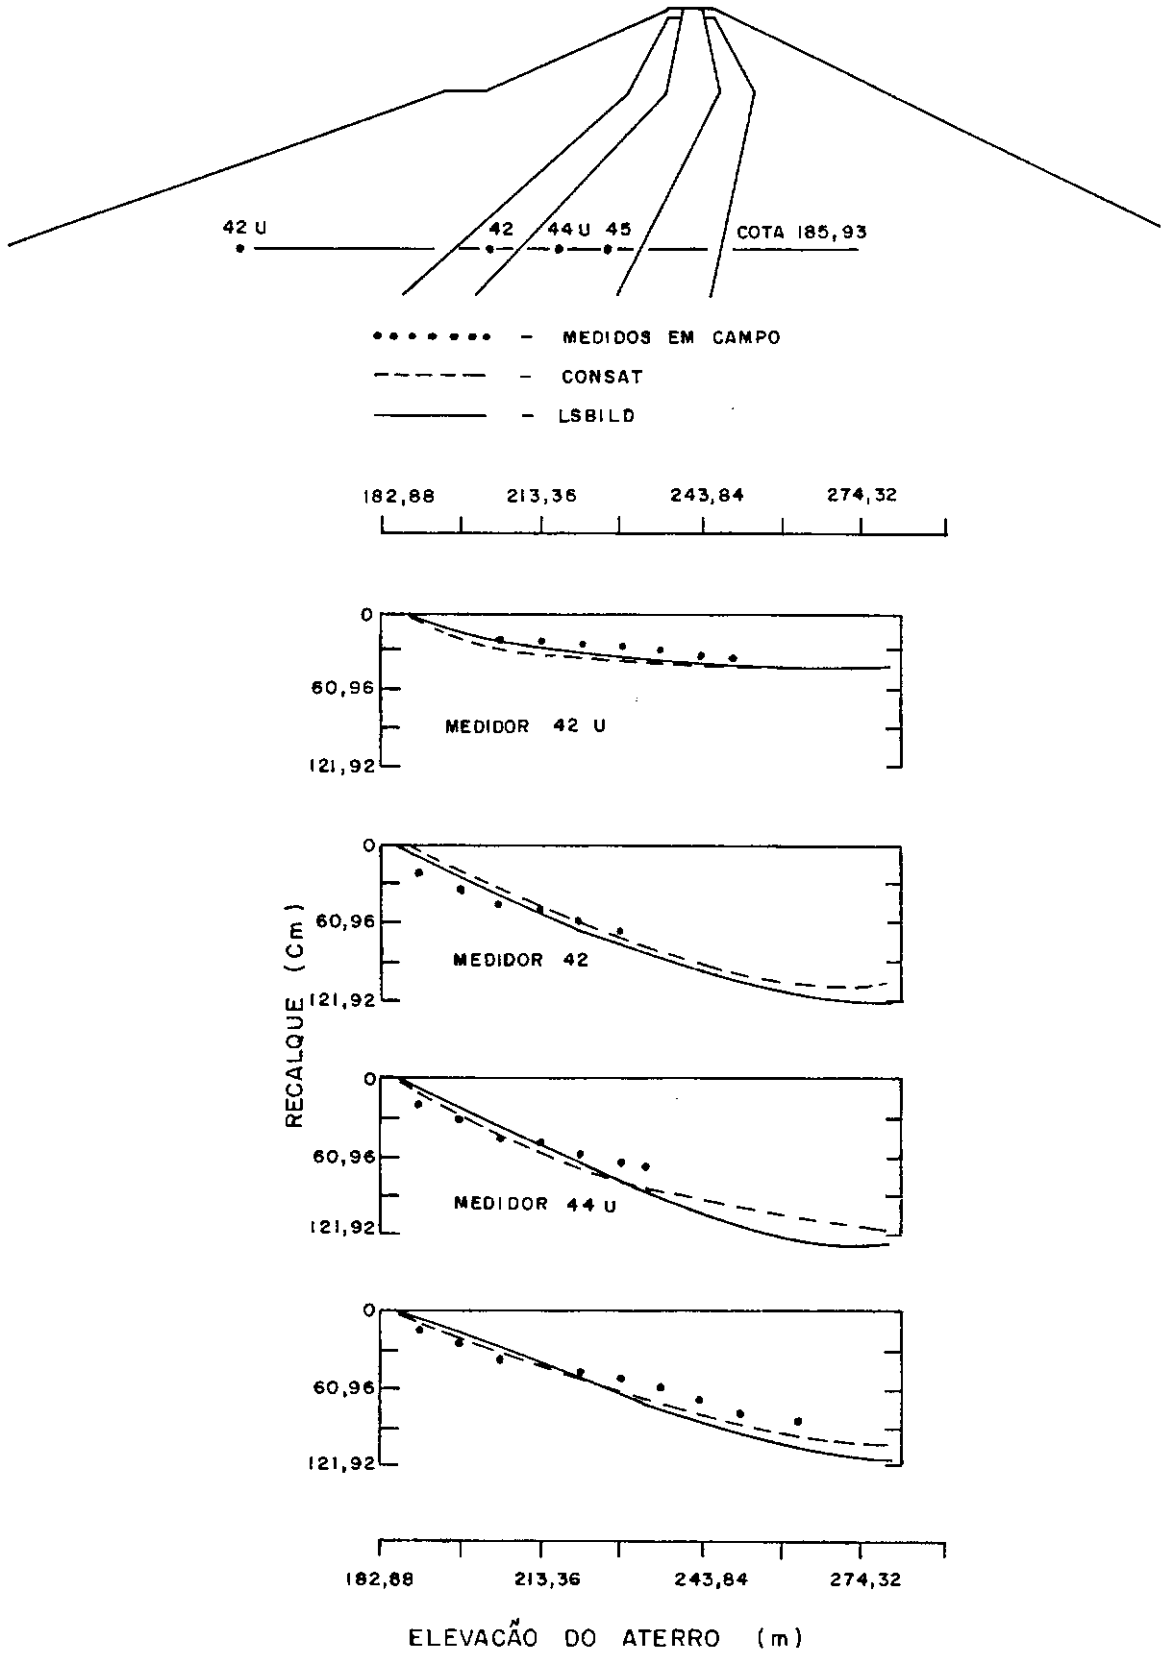 42 U 42 44 U 45 COTA 185,93
– MEDIDOS EM CAMPO
– CONSAT
– LSBILD
182,88 213,36 243,84 274,32
0
60,96
MEDIDOR 42 U
121,92
0
60,96
MEDIDOR 42
121,92
RECALQUE (Cm)
0
60,96
MEDIDOR 44 U
121,92
0
60,96
121,92
182,88 213,36 243,84 274,32
ELEVACÃO DO ATERRO (m)